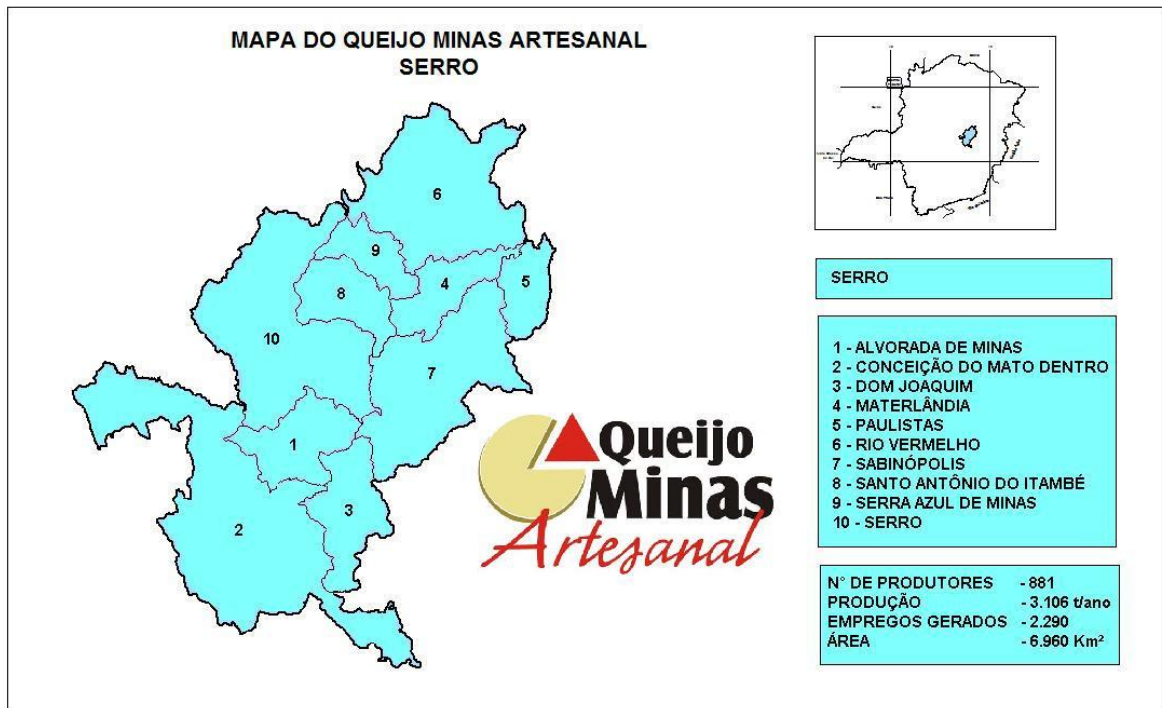 MAPA DO QUEIJO MINAS ARTESANAL
SERRO
6
9
4
5
8
10
7
1
3
2
Queijo
Minas
Artesanal
SERRO
1 - ALVORADA DE MINAS
2 - CONCEIÇÃO DO MATO DENTRO
3 - DOM JOAQUIM
4 - MATERLÂNDIA
5 - PAULISTAS
6 - RIO VERMELHO
7 - SABINÓPOLIS
8 - SANTO ANTÔNIO DO ITAMBÉ
9 - SERRA AZUL DE MINAS
10 - SERRO
N° DE PRODUTORES - 881
PRODUÇÃO - 3.106 t/ano
EMPREGOS GERADOS - 2.290
ÁREA - 6.960 Km²